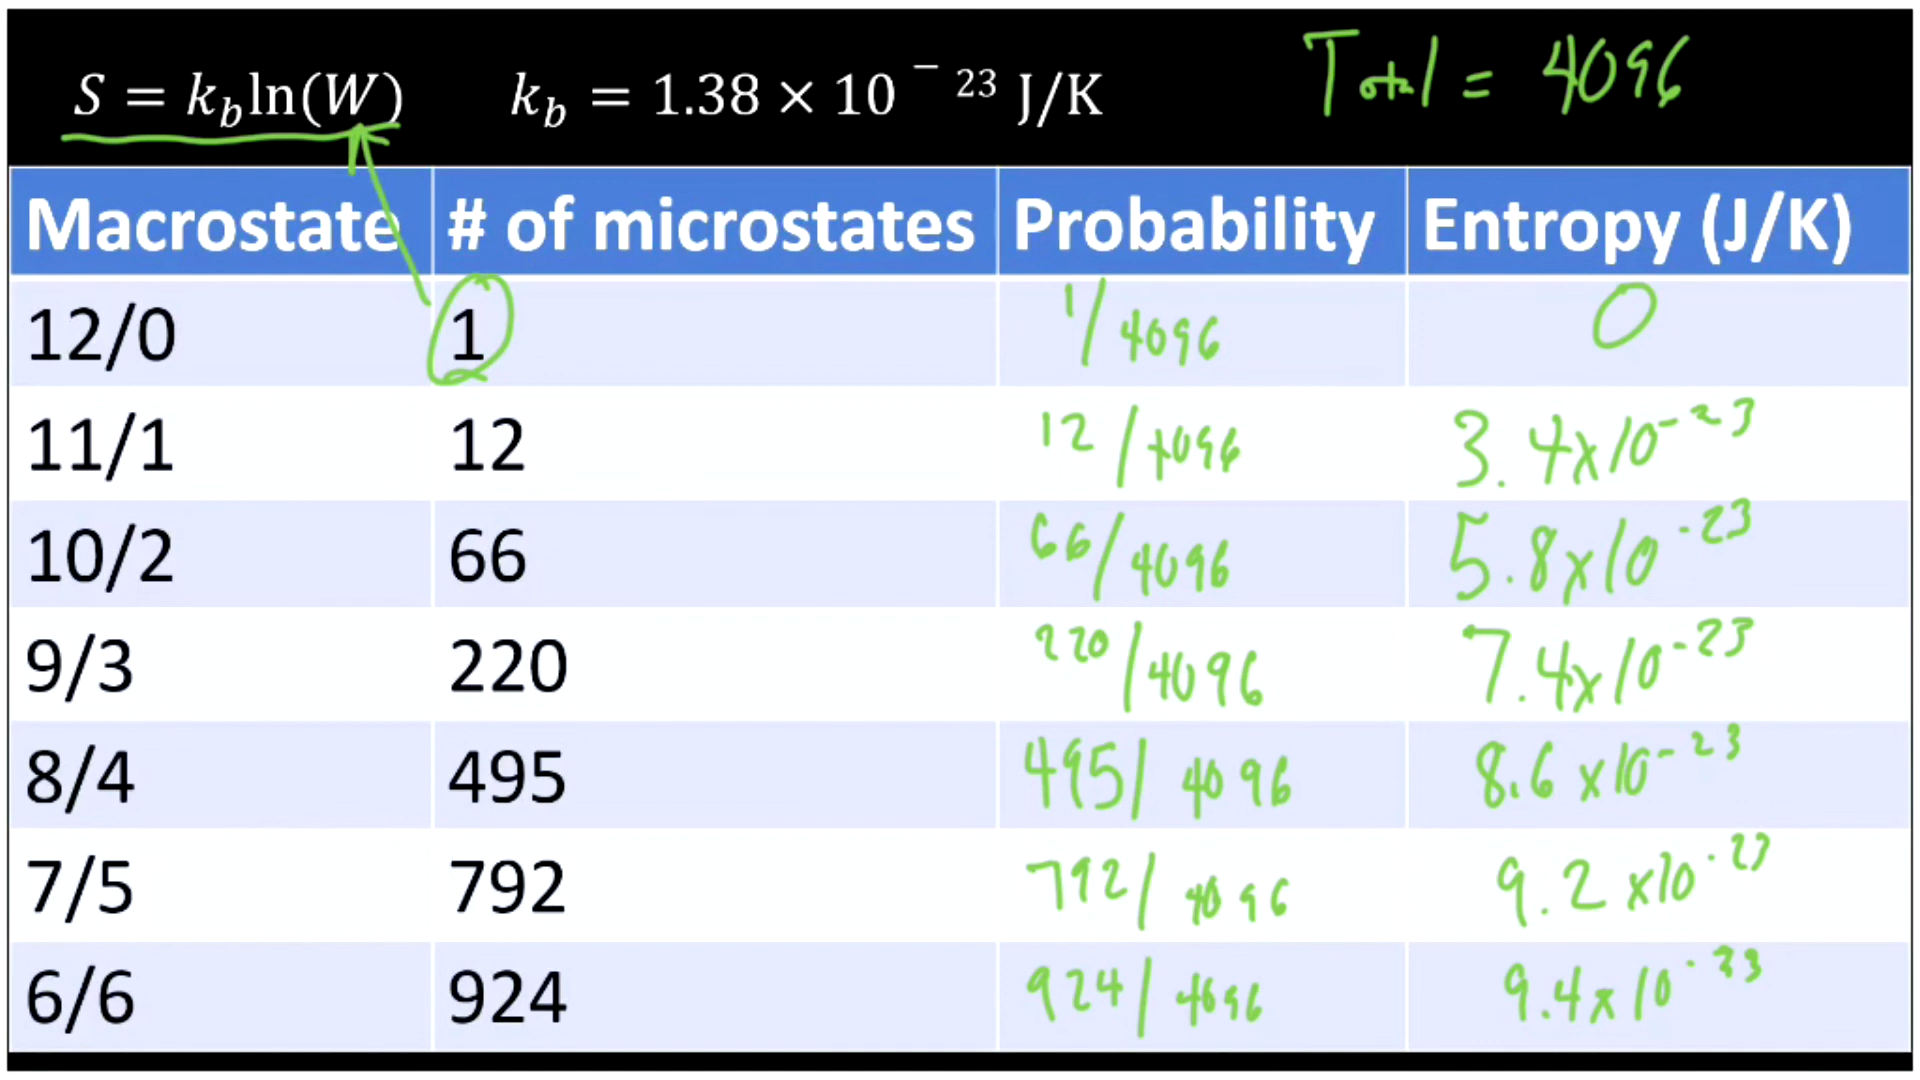 S = k_b ln(W) k_b = 1.38 × 10⁻²³ J/K Total = 4096
Macrostate # of microstates Probability Entropy (J/K)
12/0 1 1/4096 0
11/1 12 12/4096 3.4x10⁻²³
10/2 66 66/4096 5.8x10⁻²³
9/3 220 220/4096 7.4x10⁻²³
8/4 495 495/4096 8.6x10⁻²³
7/5 792 792/4096 9.2x10⁻²³
6/6 924 924/4096 9.4x10⁻²³